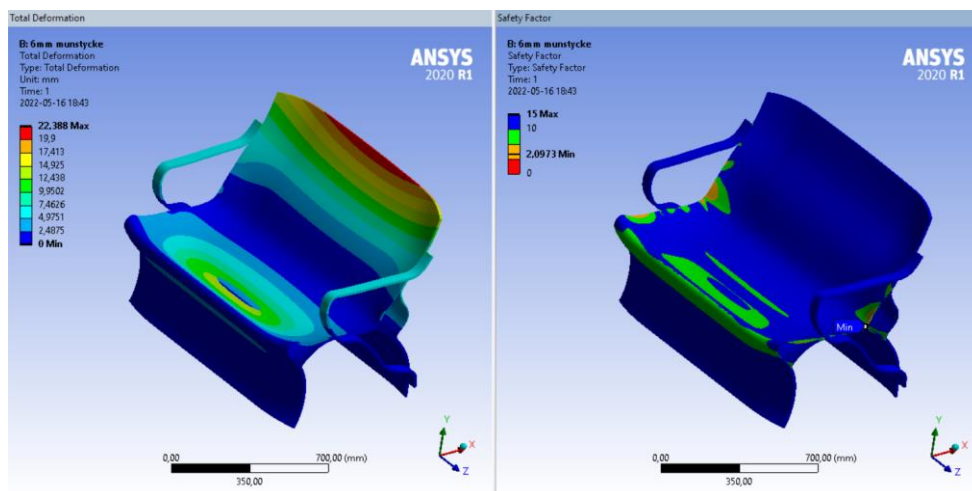 Total Deformation
B: 6mm munstycke
Total Deformation
Type: Total Deformation
Unit: mm
Time: 1
2022-05-16 18:43
ANSYS
2020 R1
22,388 Max
19,9
17,413
14,925
12,438
9,9502
7,4626
4,9751
2,4875
0 Min
Y
X
Z
0,00
700,00 (mm)
350,00
Safety Factor
B: 6mm munstycke
Safety Factor
Type: Safety Factor
Time: 1
2022-05-16 18:43
ANSYS
2020 R1
15 Max
10
2,0973 Min
0
Min
Y
X
Z
0,00
700,00 (mm)
350,00